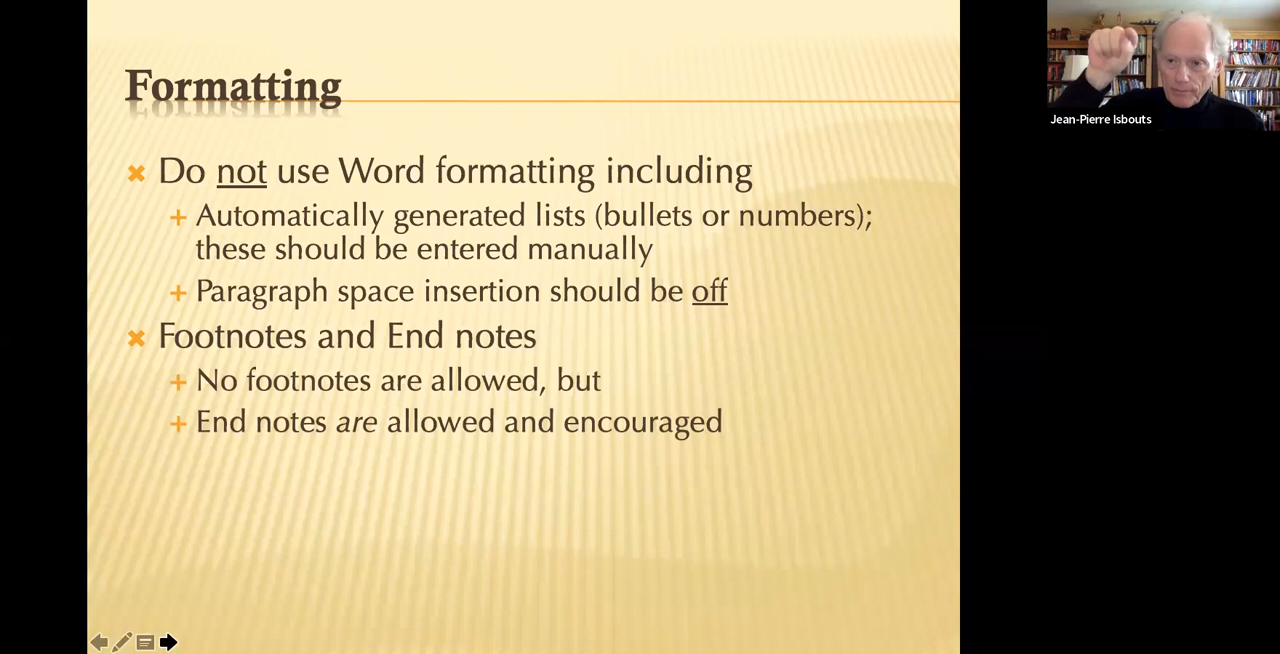 Formatting
Do not use Word formatting including
Automatically generated lists (bullets or numbers);
these should be entered manually
Paragraph space insertion should be off
Footnotes and End notes
No footnotes are allowed, but
End notes are allowed and encouraged
Jean-Pierre Isbouts